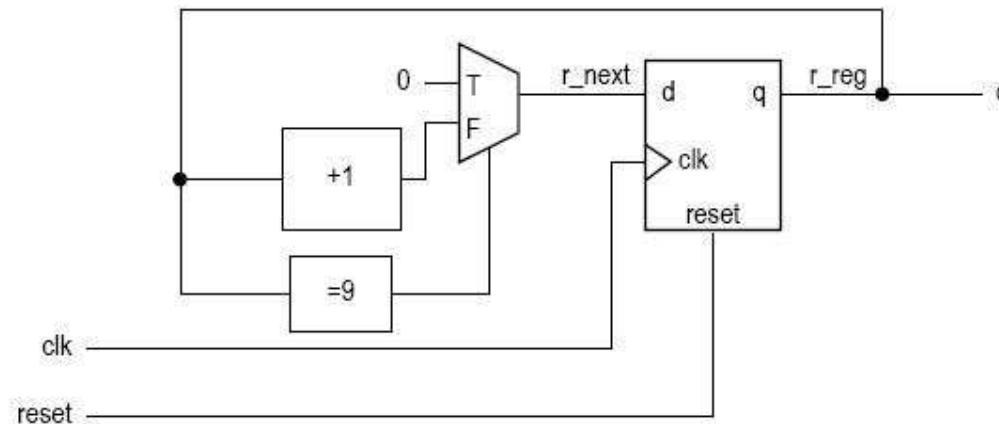 0
T
F
r_next
r_reg
d
q
+1
clk
reset
=9
clk
reset